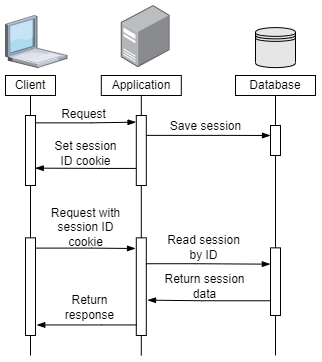 Client
Application
Database
Request
Save session
Set session
ID cookie
Request with
session ID
cookie
Read session
by ID
Return session
data
Return
response